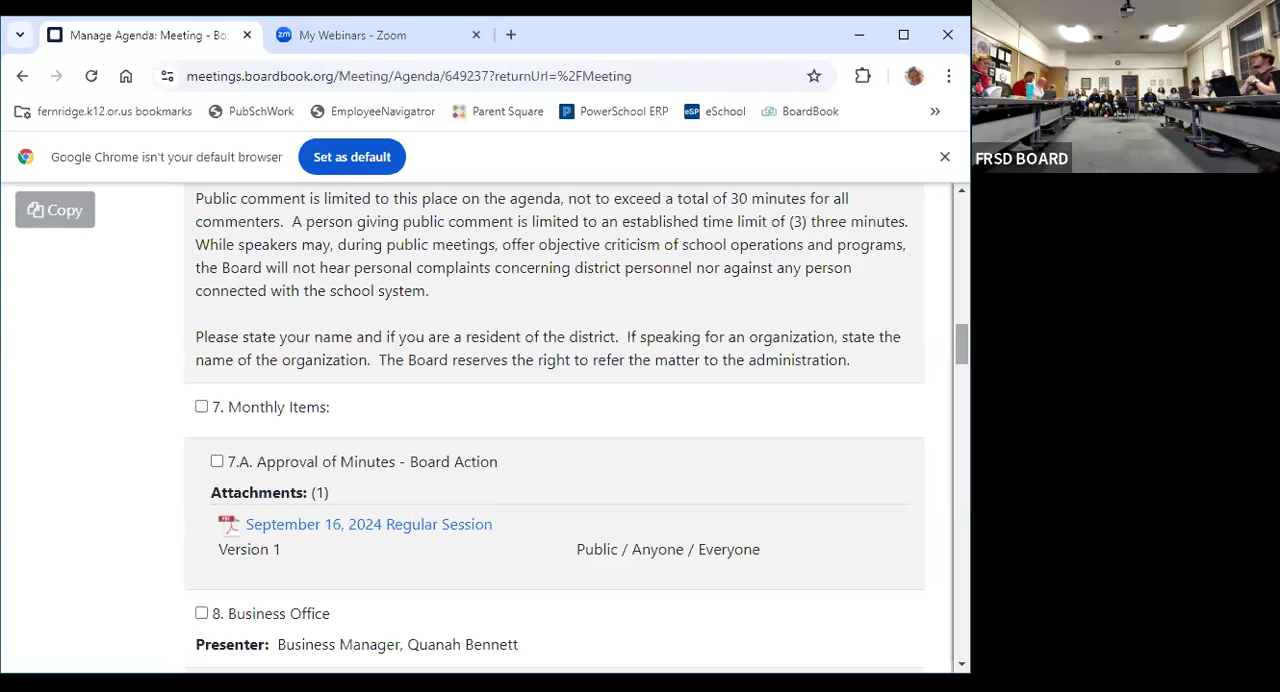 Manage Agenda: Meeting - Bo
My Webinars - Zoom
meetings.boardbook.org/Meeting/Agenda/649237?returnUrl=%2FMeeting
fernridge.k12.or.us bookmarks PubSchWork EmployeeNavigator Parent Square PowerSchool ERP eSchool BoardBook
Google Chrome isn't your default browser Set as default
Copy
Public comment is limited to this place on the agenda, not to exceed a total of 30 minutes for all
commenters. A person giving public comment is limited to an established time limit of (3) three minutes.
While speakers may, during public meetings, offer objective criticism of school operations and programs,
the Board will not hear personal complaints concerning district personnel nor against any person
connected with the school system.
Please state your name and if you are a resident of the district. If speaking for an organization, state the
name of the organization. The Board reserves the right to refer the matter to the administration.
7. Monthly Items:
7.A. Approval of Minutes - Board Action
Attachments: (1)
September 16, 2024 Regular Session
Version 1 Public / Anyone / Everyone
8. Business Office
Presenter: Business Manager, Quanah Bennett
FRSD BOARD